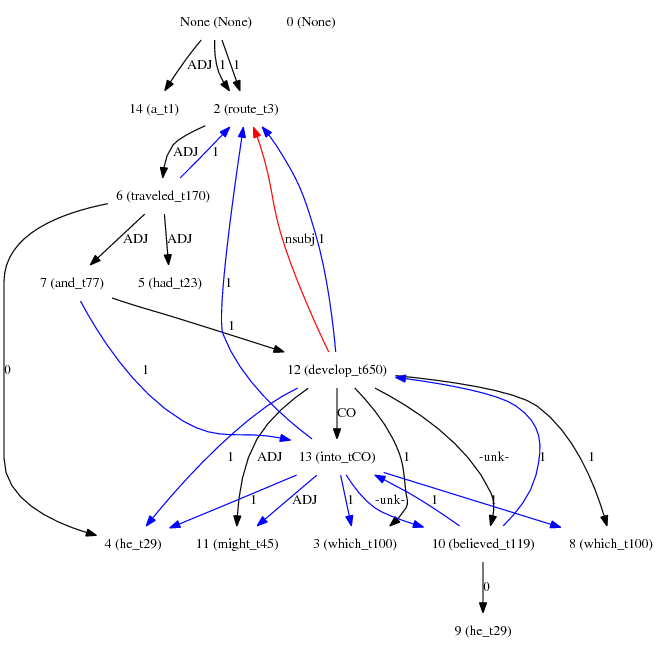 None (None) 0 (None)
ADJ 1 1
14 (a_t1) 2 (route_t3)
ADJ 1
6 (traveled_t170)
ADJ ADJ nsubj 1
7 (and_t77) 5 (had_t23) 1
1
0 1 12 (develop_t650)
CO
1 ADJ 13 (into_tCO) 1 -unk- 1 1
1 ADJ 1 -unk- 1 1
4 (he_t29) 11 (might_t45) 3 (which_t100) 10 (believed_t119) 8 (which_t100)
0
9 (he_t29)